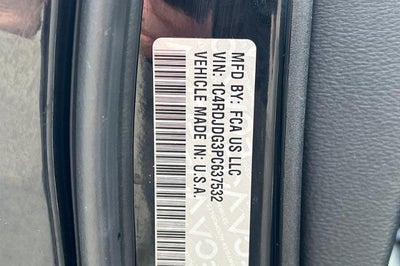 MFD BY: FCA US LLC
VIN: 1C4RDJDG3PC637532
VEHICLE MADE IN: U.S.A.